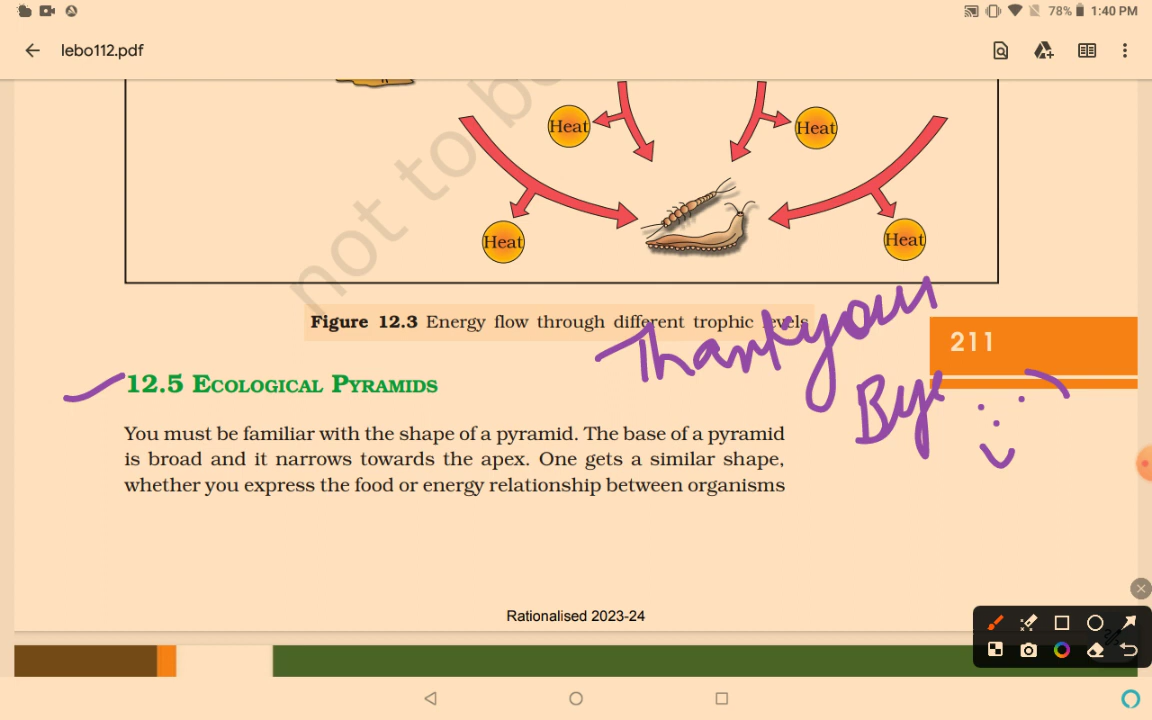 78% 1:40 PM
lebo112.pdf
not to b
Heat
Heat
Heat
Heat
Figure 12.3 Energy flow through different trophic levels
Thankyou
211
12.5 ECOLOGICAL PYRAMIDS
Bye
You must be familiar with the shape of a pyramid. The base of a pyramid
is broad and it narrows towards the apex. One gets a similar shape,
whether you express the food or energy relationship between organisms
Rationalised 2023-24